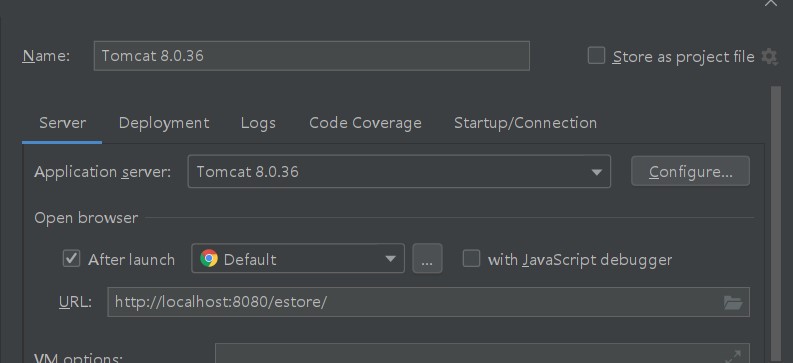 Name: Tomcat 8.0.36 Store as project file
Server Deployment Logs Code Coverage Startup/Connection
Application server: Tomcat 8.0.36 Configure...
Open browser
After launch Default ... with JavaScript debugger
URL: http://localhost:8080/estore/
VM options: